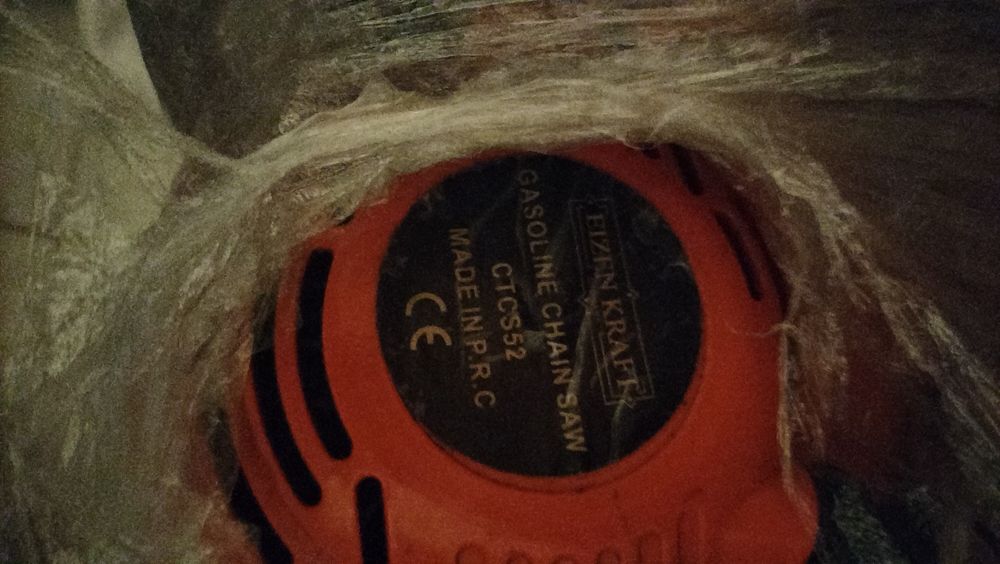 EIZEN KRAFT
GASOLINE CHAIN SAW
CTCS52
MADE IN P.R.C
CE